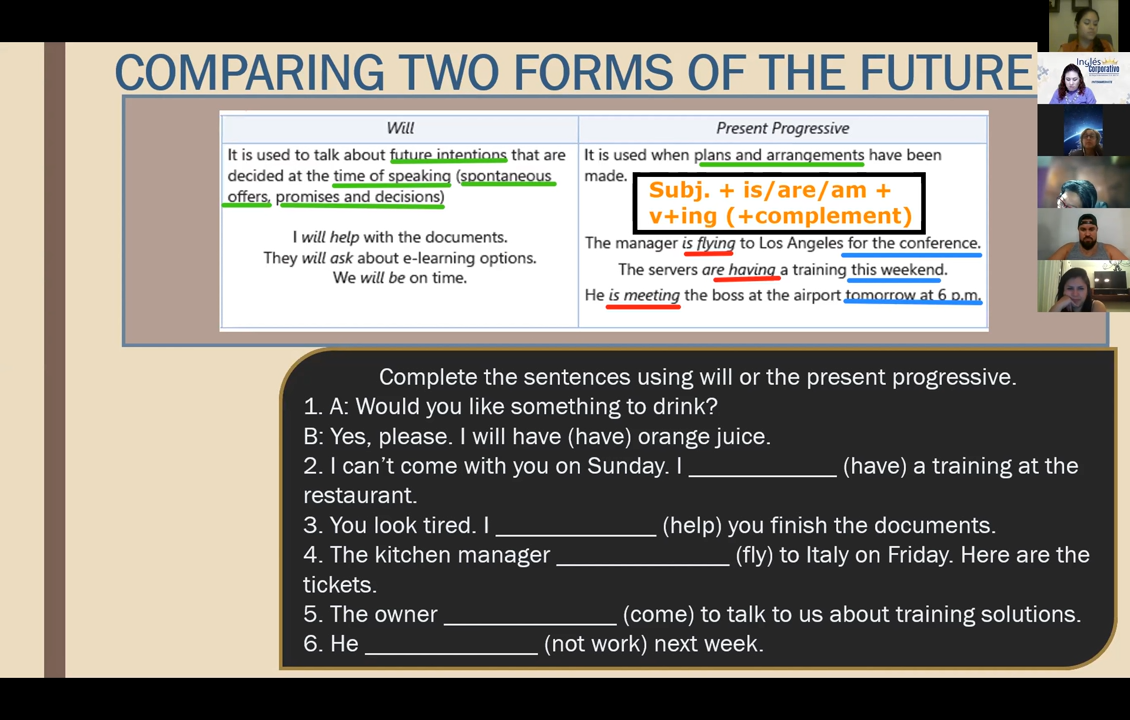 COMPARING TWO FORMS OF THE FUTURE
Inglés
Corporativo
Will
It is used to talk about future intentions that are
decided at the time of speaking (spontaneous
offers, promises and decisions)
I will help with the documents.
They will ask about e-learning options.
We will be on time.
Present Progressive
It is used when plans and arrangements have been
made.
Subj. + is/are/am +
v+ing (+complement)
The manager is flying to Los Angeles for the conference.
The servers are having a training this weekend.
He is meeting the boss at the airport tomorrow at 6 p.m.
Complete the sentences using will or the present progressive.
1. A: Would you like something to drink?
B: Yes, please. I will have (have) orange juice.
2. I can’t come with you on Sunday. I ____________ (have) a training at the
restaurant.
3. You look tired. I _____________ (help) you finish the documents.
4. The kitchen manager ______________ (fly) to Italy on Friday. Here are the
tickets.
5. The owner ______________ (come) to talk to us about training solutions.
6. He ______________ (not work) next week.